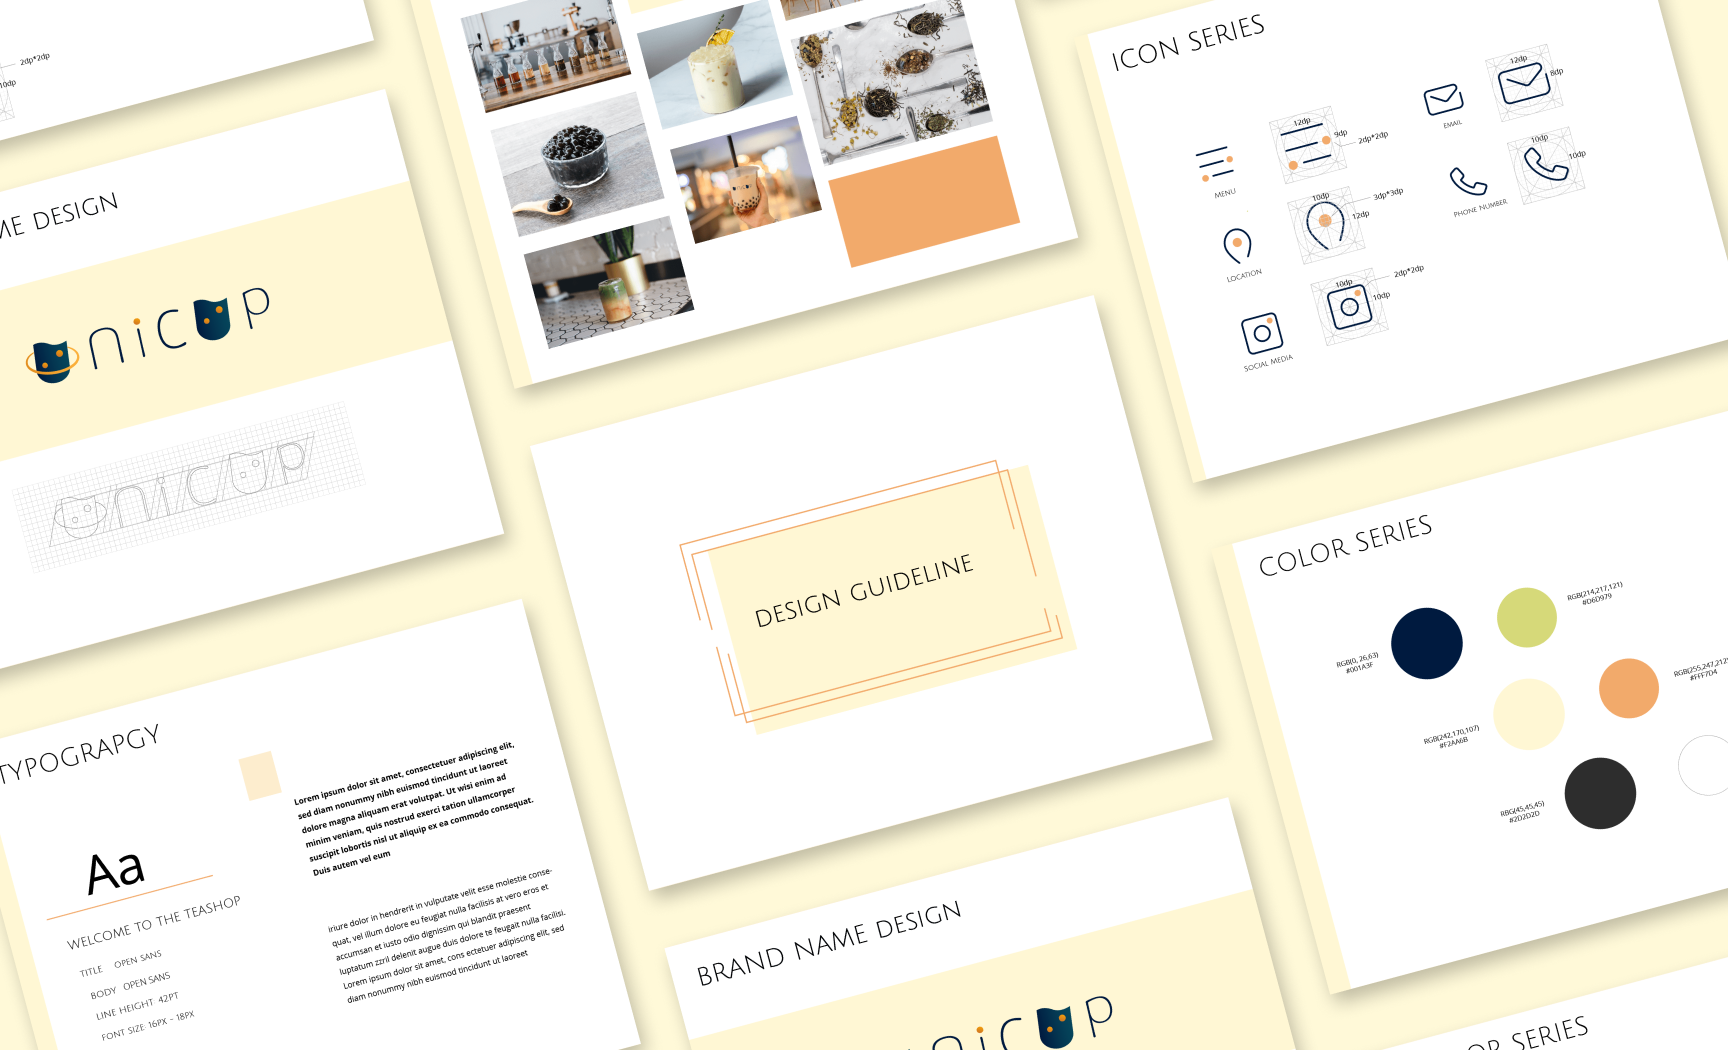 2dp*2dp
10dp
ME DESIGN
nicup
nicup
TYPOGRAPGY
Aa
WELCOME TO THE TEASHOP
TITLE OPEN SANS
BODY OPEN SANS
LINE HEIGHT: 42PT
FONT SIZE: 16PX - 18PX
Lorem ipsum dolor sit amet, consectetuer adipiscing elit,
sed diam nonummy nibh euismod tincidunt ut laoreet
dolore magna aliquam erat volutpat. Ut wisi enim ad
minim veniam, quis nostrud exerci tation ullamcorper
suscipit lobortis nisl ut aliquip ex ea commodo consequat.
Duis autem vel eum
iriure dolor in hendrerit in vulputate velit esse molestie conse-
quat, vel illum dolore eu feugiat nulla facilisis at vero eros et
accumsan et iusto odio dignissim qui blandit praesent
luptatum zzril delenit augue duis dolore te feugait nulla facilisi.
Lorem ipsum dolor sit amet, cons ectetuer adipiscing elit, sed
diam nonummy nibh euismod tincidunt ut laoreet
DESIGN GUIDELINE
BRAND NAME DESIGN
nicup
ICON SERIES
MENU
12dp
9dp
2dp*2dp
LOCATION
10dp
3dp*3dp
12dp
SOCIAL MEDIA
10dp
2dp*2dp
10dp
EMAIL
12dp
8dp
PHONE NUMBER
10dp
10dp
COLOR SERIES
RGB(0, 26,63)
#001A3F
RGB(214,217,121)
#D6D979
RGB(242,170,107)
#F2AA6B
RGB(255,247,212)
#FFF7D4
RBG(45,45,45)
#2D2D2D
OR SERIES